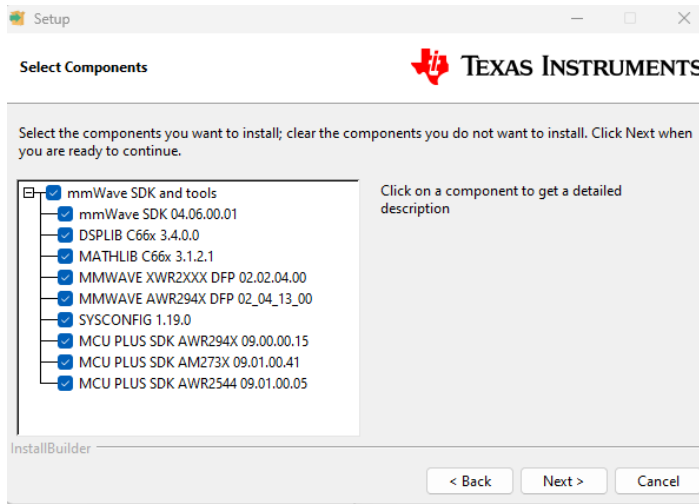 Setup
Select Components
TEXAS INSTRUMENTS
Select the components you want to install; clear the components you do not want to install. Click Next when
you are ready to continue.
mmWave SDK and tools
mmWave SDK 04.06.00.01
DSPLIB C66x 3.4.0.0
MATHLIB C66x 3.1.2.1
MMWAVE XWR2XXX DFP 02.02.04.00
MMWAVE AWR294X DFP 02_04_13_00
SYSCONFIG 1.19.0
MCU PLUS SDK AWR294X 09.00.00.15
MCU PLUS SDK AM273X 09.01.00.41
MCU PLUS SDK AWR2544 09.01.00.05
Click on a component to get a detailed
description
InstallBuilder
< Back
Next >
Cancel